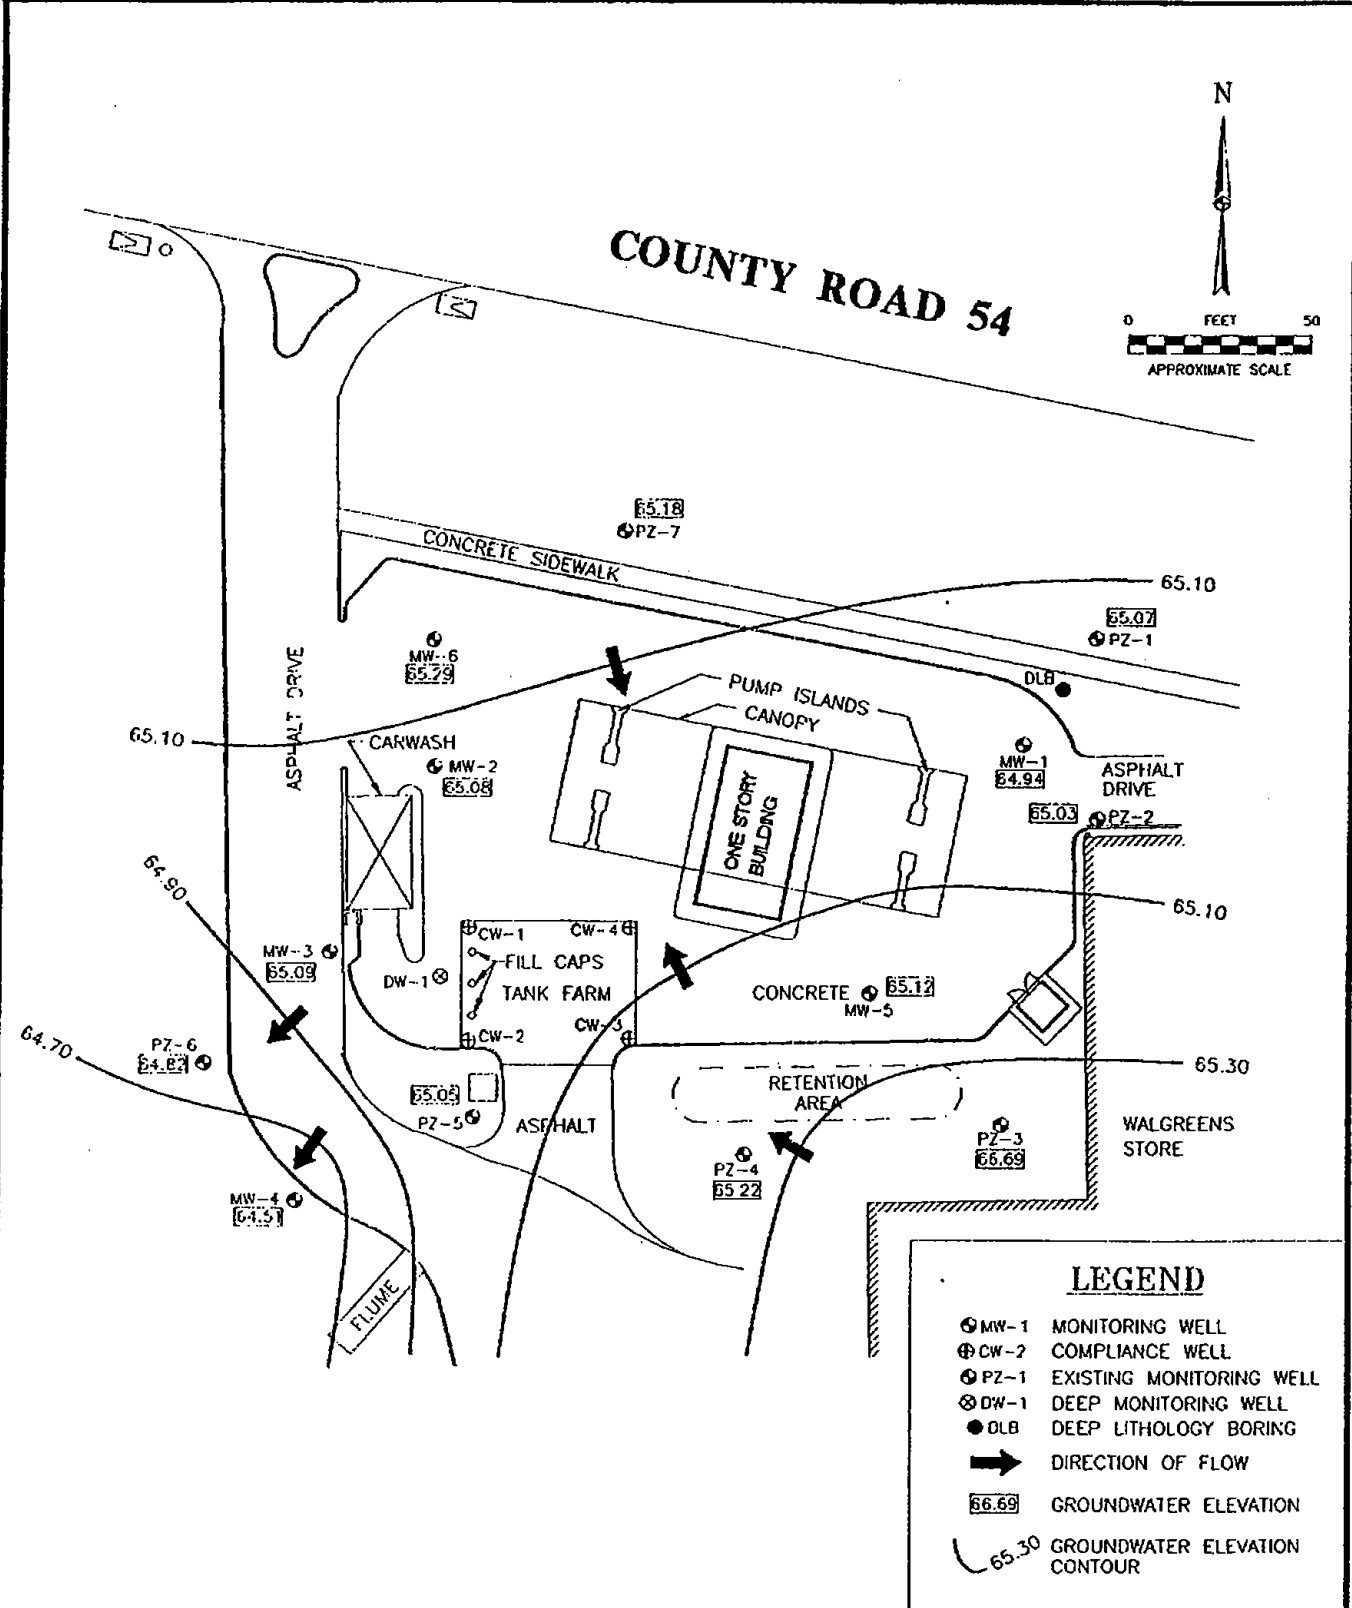 N
COUNTY ROAD 54
0 FEET 50
APPROXIMATE SCALE
65.18
PZ-7
CONCRETE SIDEWALK
65.10
65.07
PZ-1
MW-6
65.29
ASPHALT DRIVE
DLB
PUMP ISLANDS
CANOPY
65.10
CARWASH
MW-2
65.08
ONE STORY
BUILDING
MW-1
64.94
ASPHALT
DRIVE
65.03
PZ-2
64.90
65.10
CW-1
CW-4
MW-3
65.09
FILL CAPS
DW-1
TANK FARM
CONCRETE
65.12
MW-5
CW-2
CW-3
64.70
PZ-6
64.82
65.30
RETENTION
AREA
65.05
PZ-5
ASPHALT
PZ-3
66.69
WALGREENS
STORE
PZ-4
65.22
MW-4
64.51
FLUME
LEGEND
MW-1 MONITORING WELL
CW-2 COMPLIANCE WELL
PZ-1 EXISTING MONITORING WELL
DW-1 DEEP MONITORING WELL
DLB DEEP LITHOLOGY BORING
DIRECTION OF FLOW
66.69 GROUNDWATER ELEVATION
65.30 GROUNDWATER ELEVATION
CONTOUR